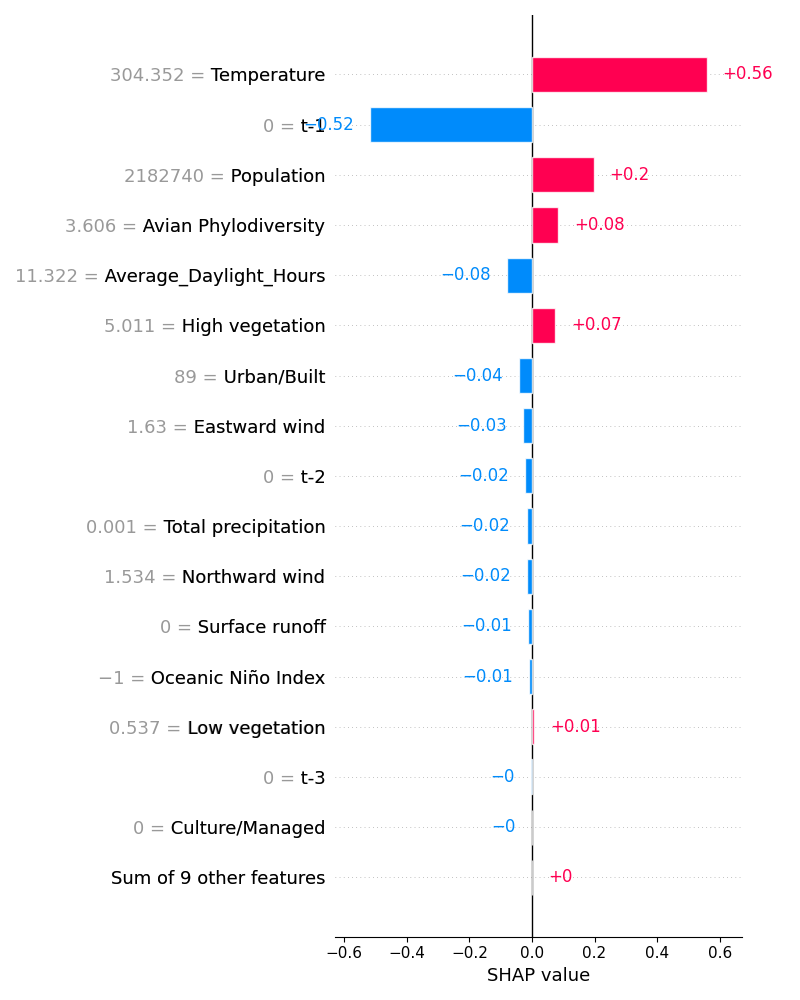 304.352 = Temperature +0.56
0 = t-1 −0.52
2182740 = Population +0.2
3.606 = Avian Phylodiversity +0.08
11.322 = Average_Daylight_Hours −0.08
5.011 = High vegetation +0.07
89 = Urban/Built −0.04
1.63 = Eastward wind −0.03
0 = t-2 −0.02
0.001 = Total precipitation −0.02
1.534 = Northward wind −0.02
0 = Surface runoff −0.01
−1 = Oceanic Niño Index −0.01
0.537 = Low vegetation +0.01
0 = t-3 −0
0 = Culture/Managed −0
Sum of 9 other features +0
−0.6 −0.4 −0.2 0.0 0.2 0.4 0.6
SHAP value